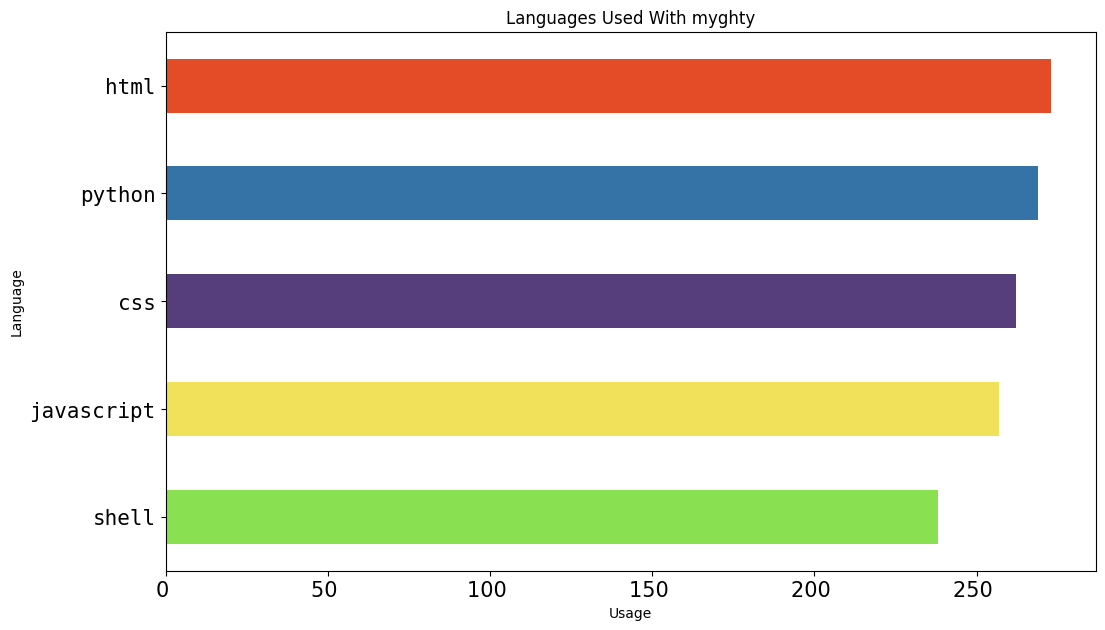 Languages Used With myghty
html
python
css
javascript
shell
Language
0 50 100 150 200 250
Usage